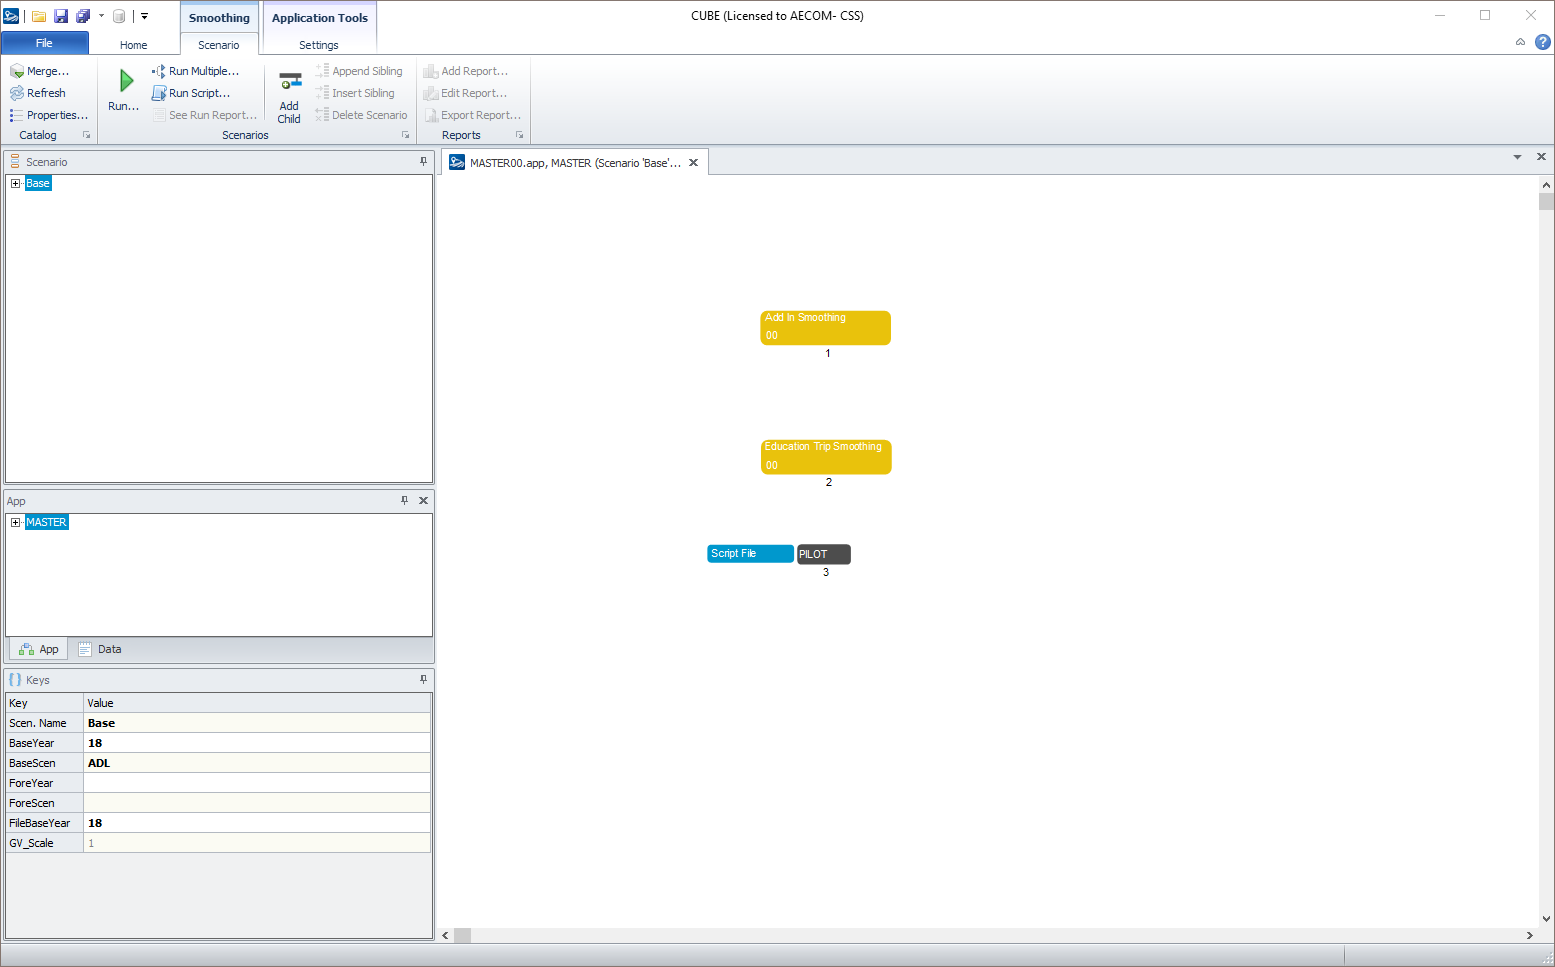 CUBE (Licensed to AECOM- CSS)
Smoothing
Application Tools
File
Home
Scenario
Settings
Merge...
Refresh
Properties...
Catalog
Run...
Run Multiple...
Run Script...
See Run Report...
Add
Child
Append Sibling
Insert Sibling
Delete Scenario
Scenarios
Add Report...
Edit Report...
Export Report...
Reports
Scenario
Base
App
MASTER
App
Data
Keys
Key Value
Scen. Name Base
BaseYear 18
BaseScen ADL
ForeYear
ForeScen
FileBaseYear 18
GV_Scale 1
MASTER00.app, MASTER (Scenario 'Base'...
Add In Smoothing
00
1
Education Trip Smoothing
00
2
Script File PILOT
3